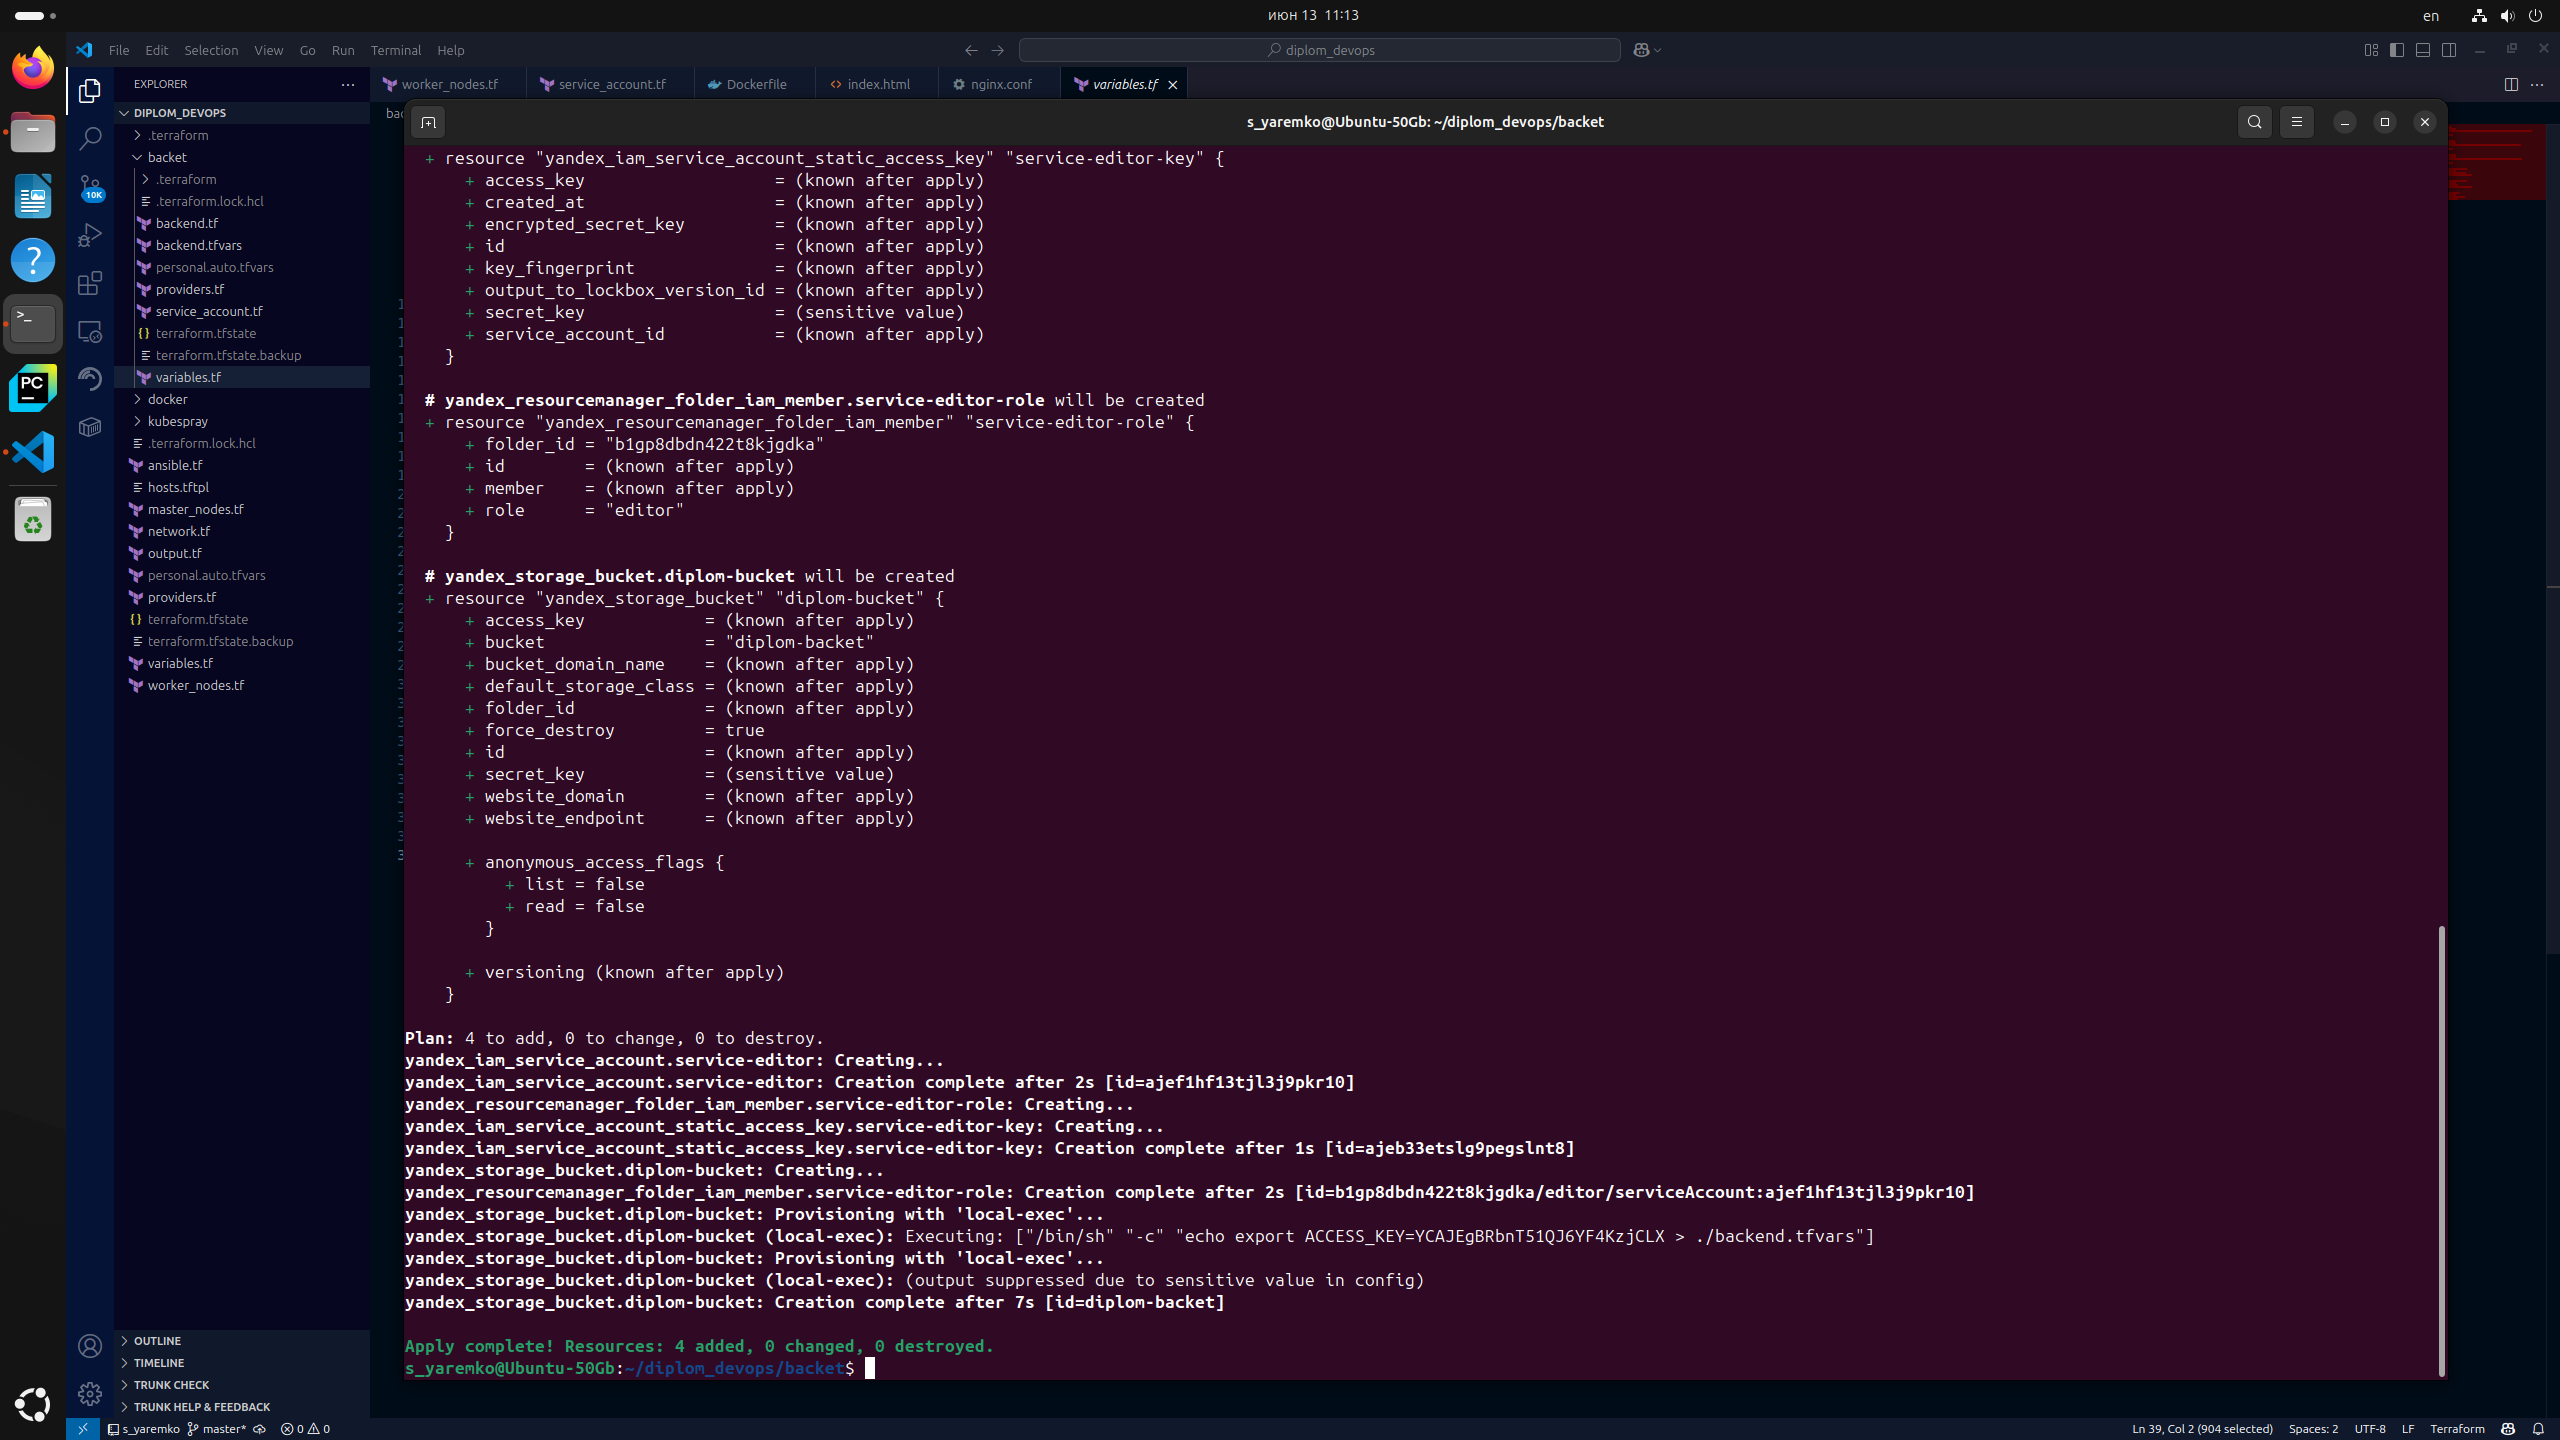 июн 13 11:13
en
File Edit Selection View Go Run Terminal Help
diplom_devops
EXPLORER
worker_nodes.tf
service_account.tf
Dockerfile
index.html
nginx.conf
variables.tf
DIPLOM_DEVOPS
.terraform
backet
.terraform
.terraform.lock.hcl
backend.tf
backend.tfvars
personal.auto.tfvars
providers.tf
service_account.tf
terraform.tfstate
terraform.tfstate.backup
variables.tf
docker
kubespray
.terraform.lock.hcl
ansible.tf
hosts.tftpl
master_nodes.tf
network.tf
output.tf
personal.auto.tfvars
providers.tf
terraform.tfstate
terraform.tfstate.backup
variables.tf
worker_nodes.tf
10K
OUTLINE
TIMELINE
TRUNK CHECK
TRUNK HELP & FEEDBACK
s_yaremko@Ubuntu-50Gb: ~/diplom_devops/backet
+ resource "yandex_iam_service_account_static_access_key" "service-editor-key" {
+ access_key = (known after apply)
+ created_at = (known after apply)
+ encrypted_secret_key = (known after apply)
+ id = (known after apply)
+ key_fingerprint = (known after apply)
+ output_to_lockbox_version_id = (known after apply)
+ secret_key = (sensitive value)
+ service_account_id = (known after apply)
}
# yandex_resourcemanager_folder_iam_member.service-editor-role will be created
+ resource "yandex_resourcemanager_folder_iam_member" "service-editor-role" {
+ folder_id = "b1gp8dbdn422t8kjgdka"
+ id = (known after apply)
+ member = (known after apply)
+ role = "editor"
}
# yandex_storage_bucket.diplom-bucket will be created
+ resource "yandex_storage_bucket" "diplom-bucket" {
+ access_key = (known after apply)
+ bucket = "diplom-backet"
+ bucket_domain_name = (known after apply)
+ default_storage_class = (known after apply)
+ folder_id = (known after apply)
+ force_destroy = true
+ id = (known after apply)
+ secret_key = (sensitive value)
+ website_domain = (known after apply)
+ website_endpoint = (known after apply)
+ anonymous_access_flags {
+ list = false
+ read = false
}
+ versioning (known after apply)
}
Plan: 4 to add, 0 to change, 0 to destroy.
yandex_iam_service_account.service-editor: Creating...
yandex_iam_service_account.service-editor: Creation complete after 2s [id=ajef1hf13tjl3j9pkr10]
yandex_resourcemanager_folder_iam_member.service-editor-role: Creating...
yandex_iam_service_account_static_access_key.service-editor-key: Creating...
yandex_iam_service_account_static_access_key.service-editor-key: Creation complete after 1s [id=ajeb33etslg9pegslnt8]
yandex_storage_bucket.diplom-bucket: Creating...
yandex_resourcemanager_folder_iam_member.service-editor-role: Creation complete after 2s [id=b1gp8dbdn422t8kjgdka/editor/serviceAccount:ajef1hf13tjl3j9pkr10]
yandex_storage_bucket.diplom-bucket: Provisioning with 'local-exec'...
yandex_storage_bucket.diplom-bucket (local-exec): Executing: ["/bin/sh" "-c" "echo export ACCESS_KEY=YCAJEgBRbnT51QJ6YF4KzjCLX > ./backend.tfvars"]
yandex_storage_bucket.diplom-bucket: Provisioning with 'local-exec'...
yandex_storage_bucket.diplom-bucket (local-exec): (output suppressed due to sensitive value in config)
yandex_storage_bucket.diplom-bucket: Creation complete after 7s [id=diplom-backet]
Apply complete! Resources: 4 added, 0 changed, 0 destroyed.
s_yaremko@Ubuntu-50Gb:~/diplom_devops/backet$
s_yaremko master* 0 0
Ln 39, Col 2 (904 selected) Spaces: 2 UTF-8 LF Terraform